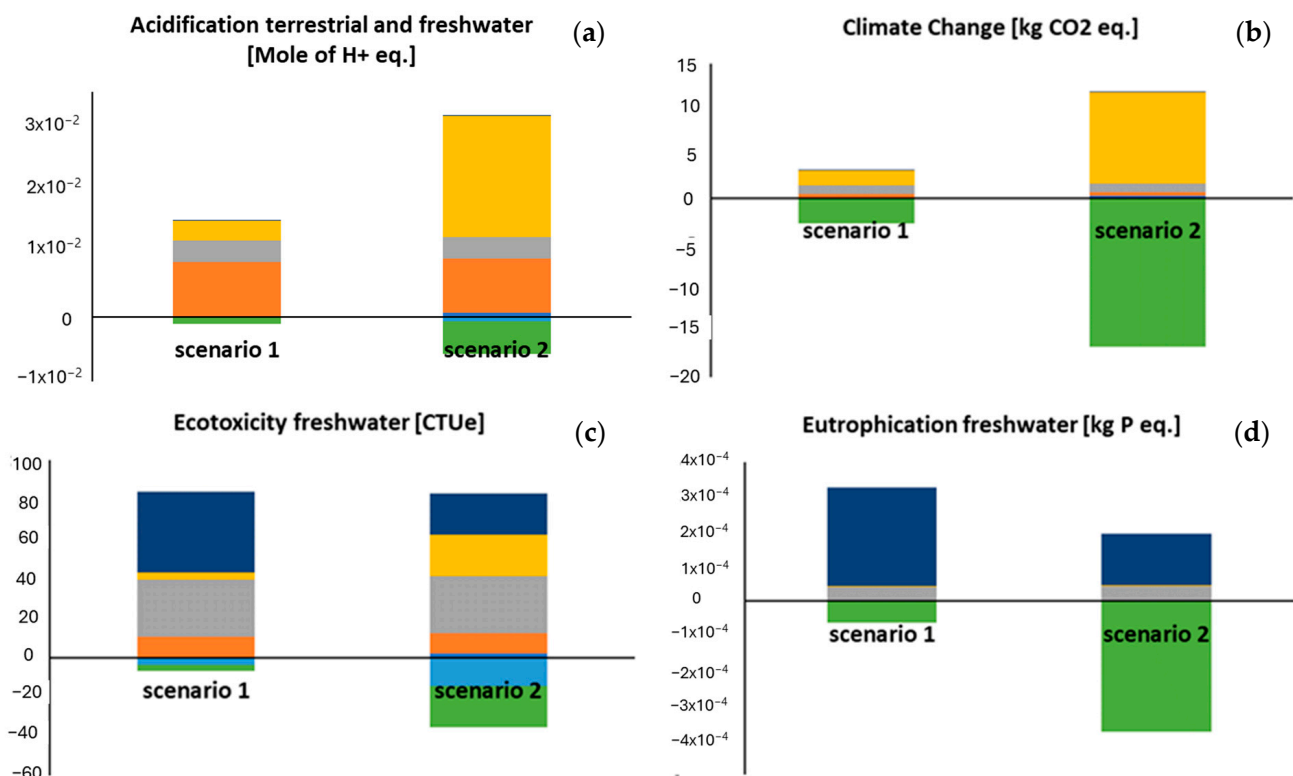 Acidification terrestrial and freshwater
[Mole of H+ eq.]
(a)
3x10⁻²
2x10⁻²
1x10⁻²
0
−1x10⁻²
scenario 1
scenario 2
Climate Change [kg CO2 eq.]
(b)
15
10
5
0
−5
−10
−15
−20
scenario 1
scenario 2
Ecotoxicity freshwater [CTUe]
(c)
100
80
60
40
20
0
−20
−40
−60
scenario 1
scenario 2
Eutrophication freshwater [kg P eq.]
(d)
4x10⁻⁴
3x10⁻⁴
2x10⁻⁴
1x10⁻⁴
0
−1x10⁻⁴
−2x10⁻⁴
−3x10⁻⁴
−4x10⁻⁴
scenario 1
scenario 2